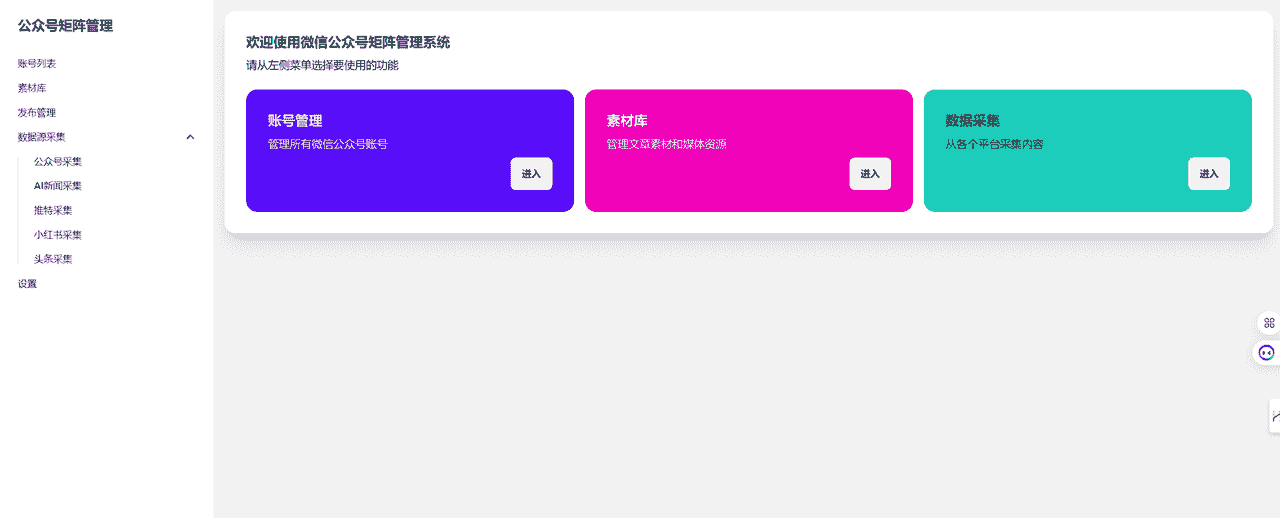 公众号矩阵管理
账号列表
素材库
发布管理
数据源采集
公众号采集
AI新闻采集
推特采集
小红书采集
头条采集
设置
欢迎使用微信公众号矩阵管理系统
请从左侧菜单选择要使用的功能
账号管理
管理所有微信公众号账号
进入
素材库
管理文章素材和媒体资源
进入
数据采集
从各个平台采集内容
进入